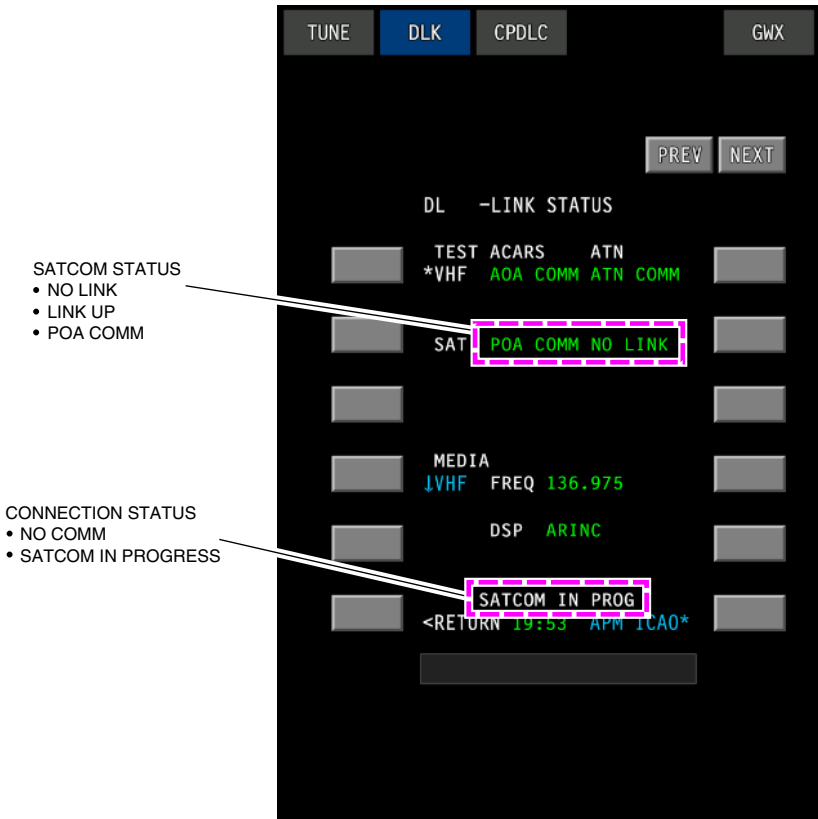 TUNE DLK CPDLC GWX
PREV NEXT
DL -LINK STATUS
TEST ACARS ATN
*VHF AOA COMM ATN COMM
SATCOM STATUS
• NO LINK
• LINK UP
• POA COMM
SAT POA COMM NO LINK
MEDIA
↓VHF FREQ 136.975
CONNECTION STATUS
• NO COMM
• SATCOM IN PROGRESS
DSP ARINC
SATCOM IN PROG
<RETURN 19:53 APM ICAO*